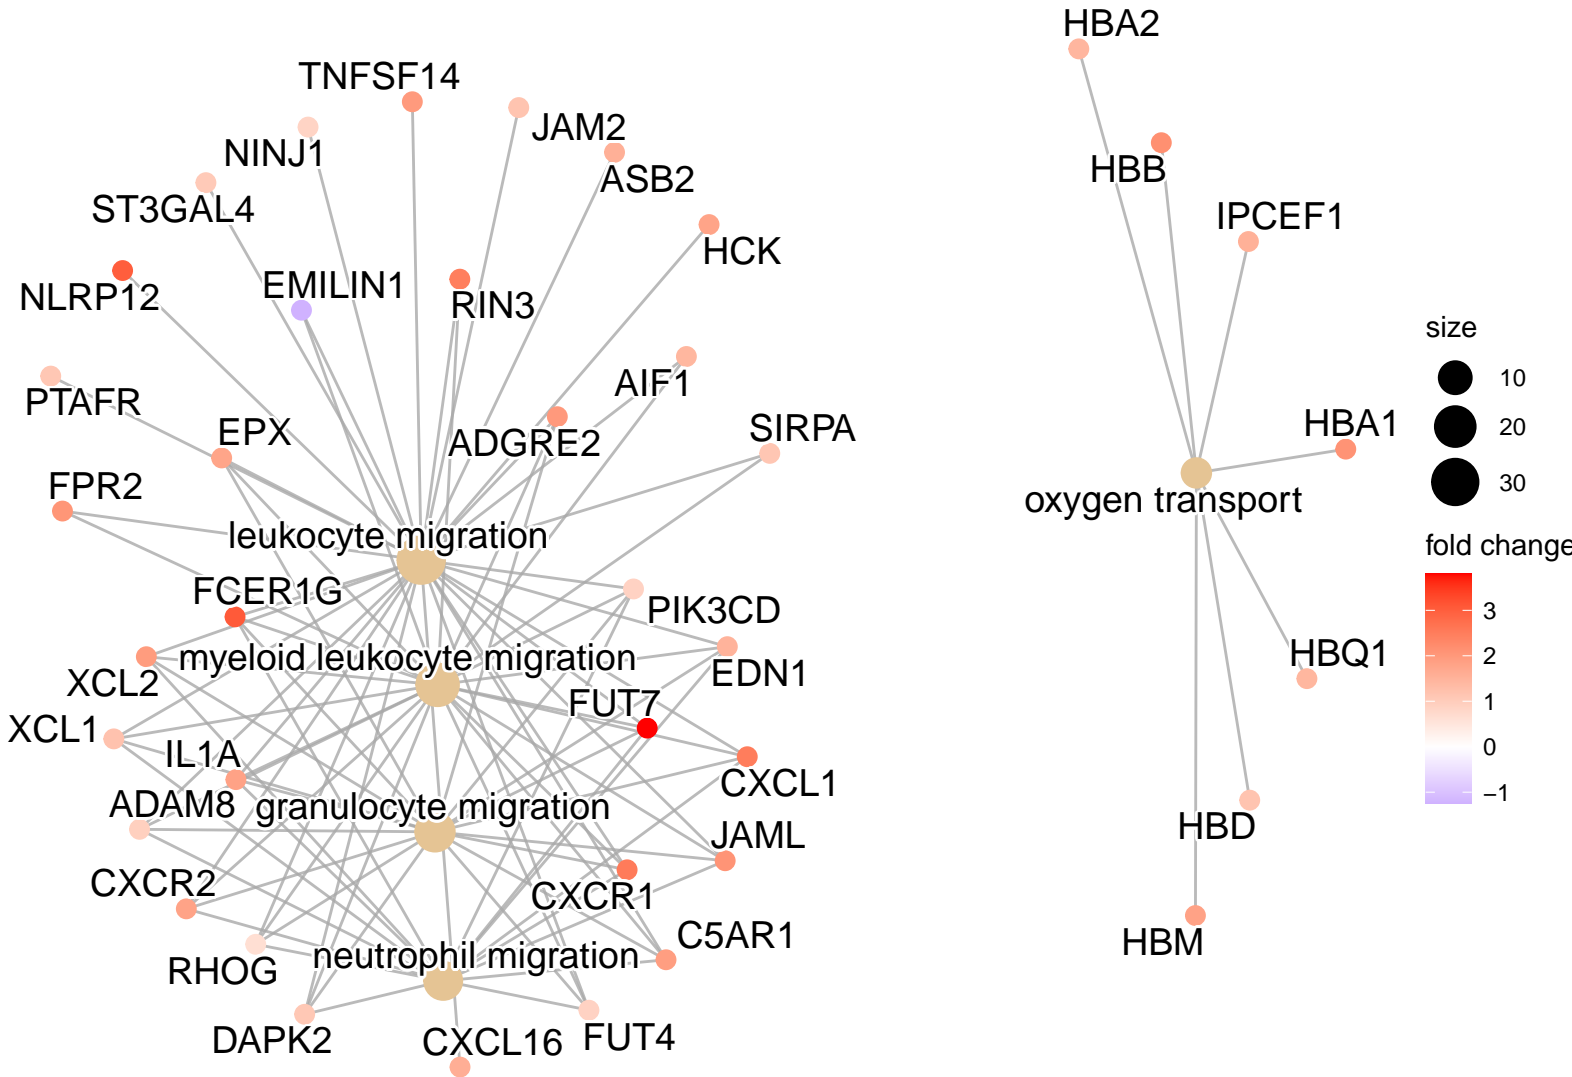 HBA2
TNFSF14
JAM2
NINJ1
HBB
ASB2
ST3GAL4
IPCEF1
HCK
EMILIN1
NLRP12
RIN3
size
AIF1
10
PTAFR
EPX
ADGRE2
SIRPA
HBA1
20
FPR2
30
oxygen transport
leukocyte migration
fold change
FCER1G
PIK3CD
3
myeloid leukocyte migration
HBQ1
2
XCL2
EDN1
FUT7
1
XCL1
IL1A
0
CXCL1
–1
ADAM8
granulocyte migration
HBD
JAML
CXCR2
CXCR1
C5AR1
HBM
neutrophil migration
RHOG
DAPK2
CXCL16
FUT4